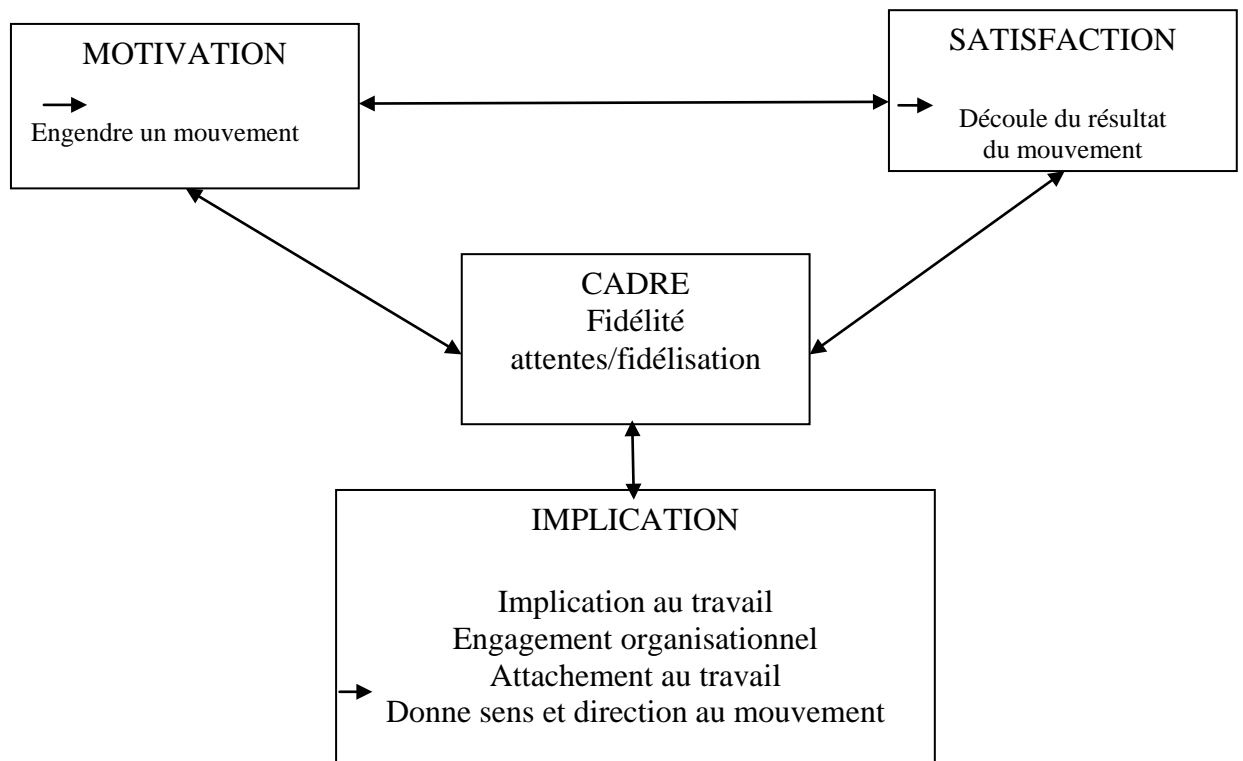 MOTIVATION
Engendre un mouvement
SATISFACTION
Découle du résultat
du mouvement
CADRE
Fidélité
attentes/fidélisation
IMPLICATION
Implication au travail
Engagement organisationnel
Attachement au travail
Donne sens et direction au mouvement